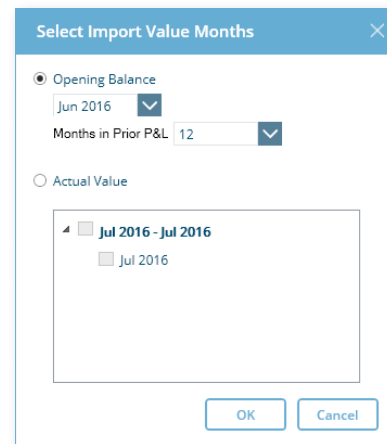 Select Import Value Months
Opening Balance
Jun 2016
Months in Prior P&L 12
Actual Value
Jul 2016 - Jul 2016
Jul 2016
OK Cancel